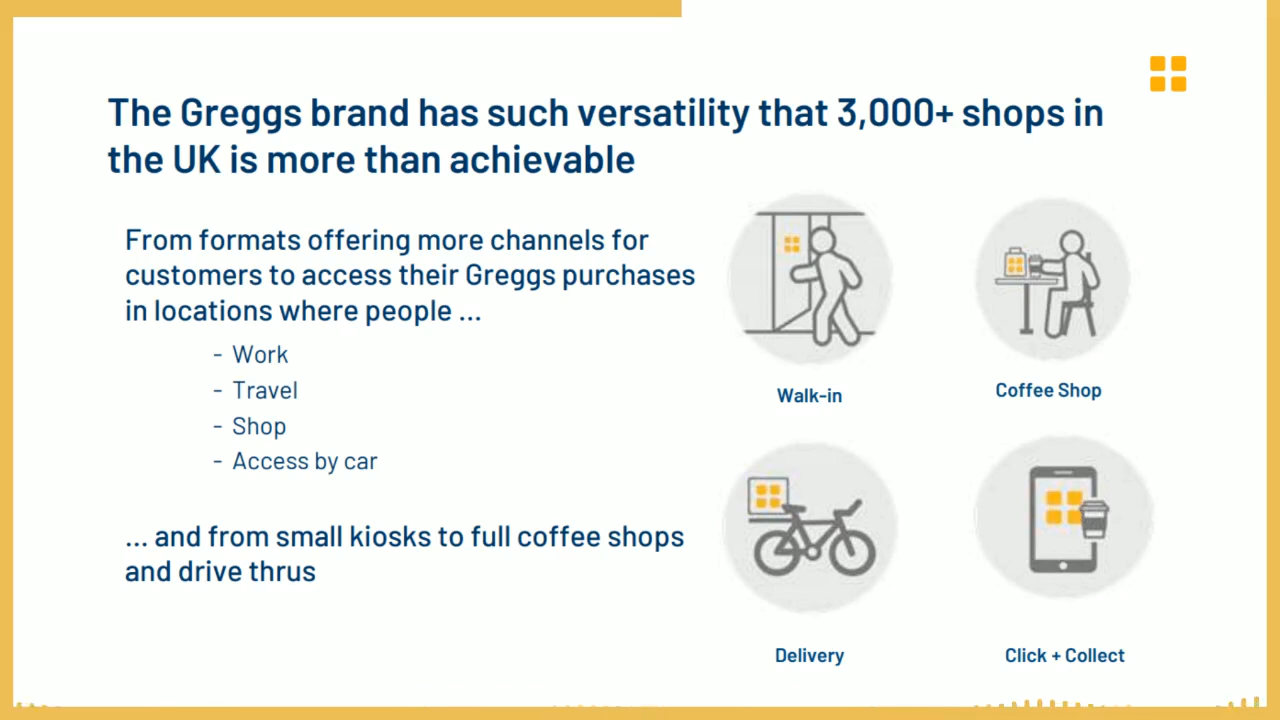 The Greggs brand has such versatility that 3,000+ shops in
the UK is more than achievable
From formats offering more channels for
customers to access their Greggs purchases
in locations where people ...
- Work
- Travel
- Shop
- Access by car
... and from small kiosks to full coffee shops
and drive thrus
Walk-in
Coffee Shop
Delivery
Click + Collect